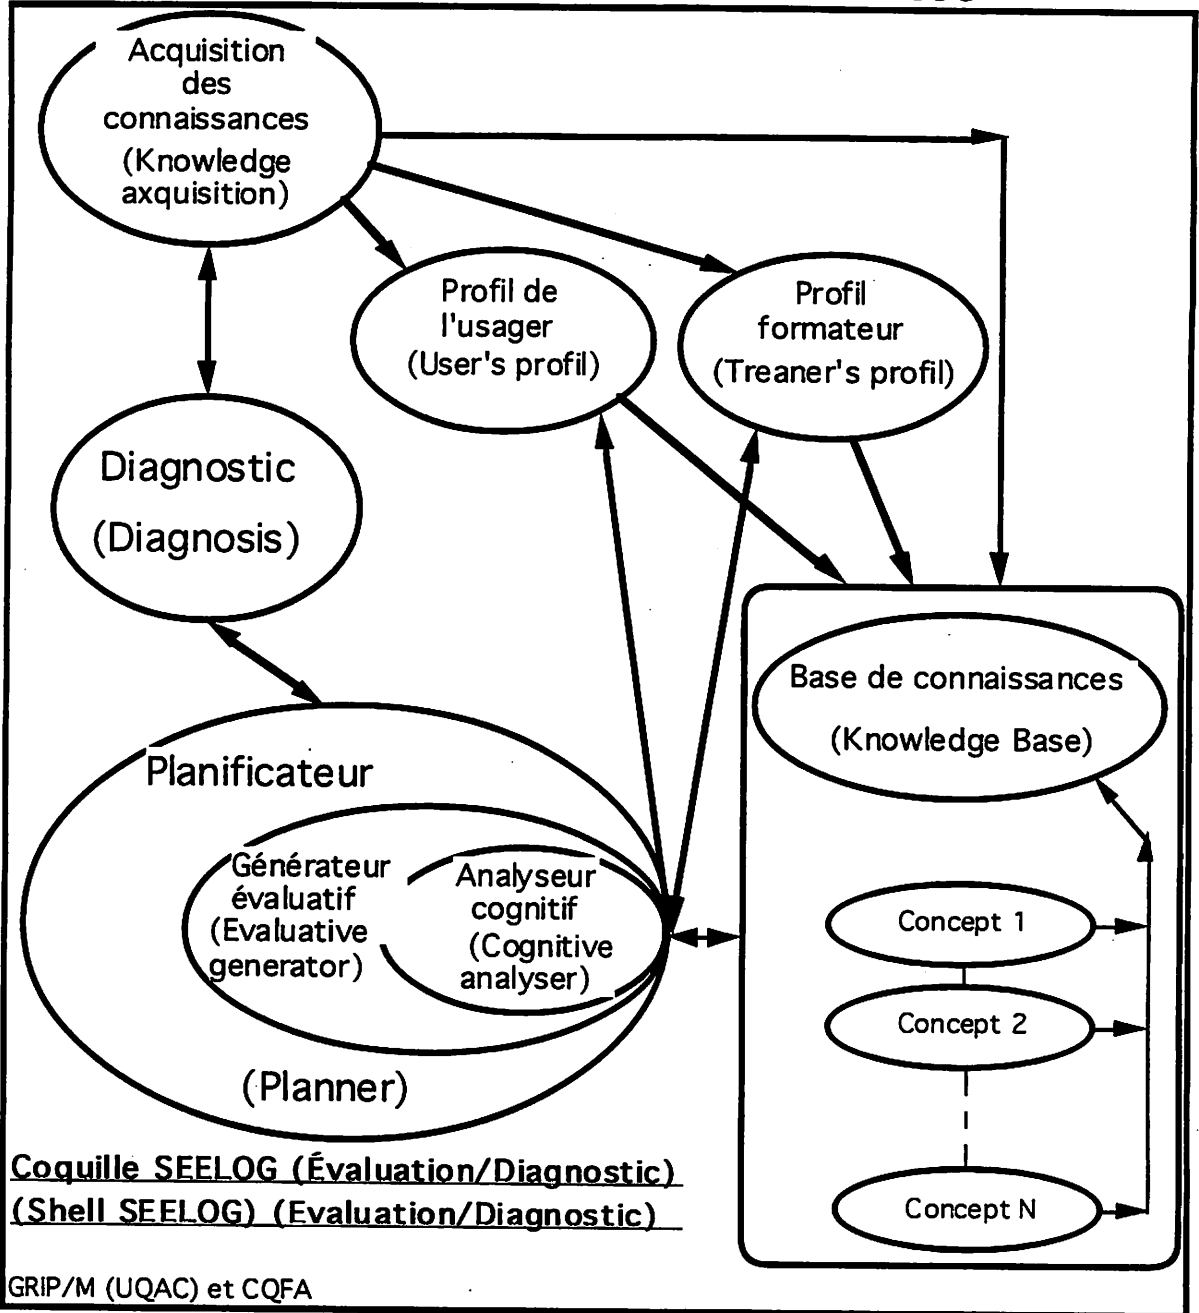 Acquisition
des
connaissances
(Knowledge
axquisition)
Profil de
l'usager
(User's profil)
Profil
formateur
(Treaner's profil)
Diagnostic
(Diagnosis)
Base de connaissances
(Knowledge Base)
Planificateur
Générateur
évaluatif
(Evaluative
generator)
Analyseur
cognitif
(Cognitive
analyser)
(Planner)
Concept 1
Concept 2
Concept N
Coquille SEELOG (Évaluation/Diagnostic)
(Shell SEELOG) (Evaluation/Diagnostic)
GRIP/M (UQAC) et CQFA